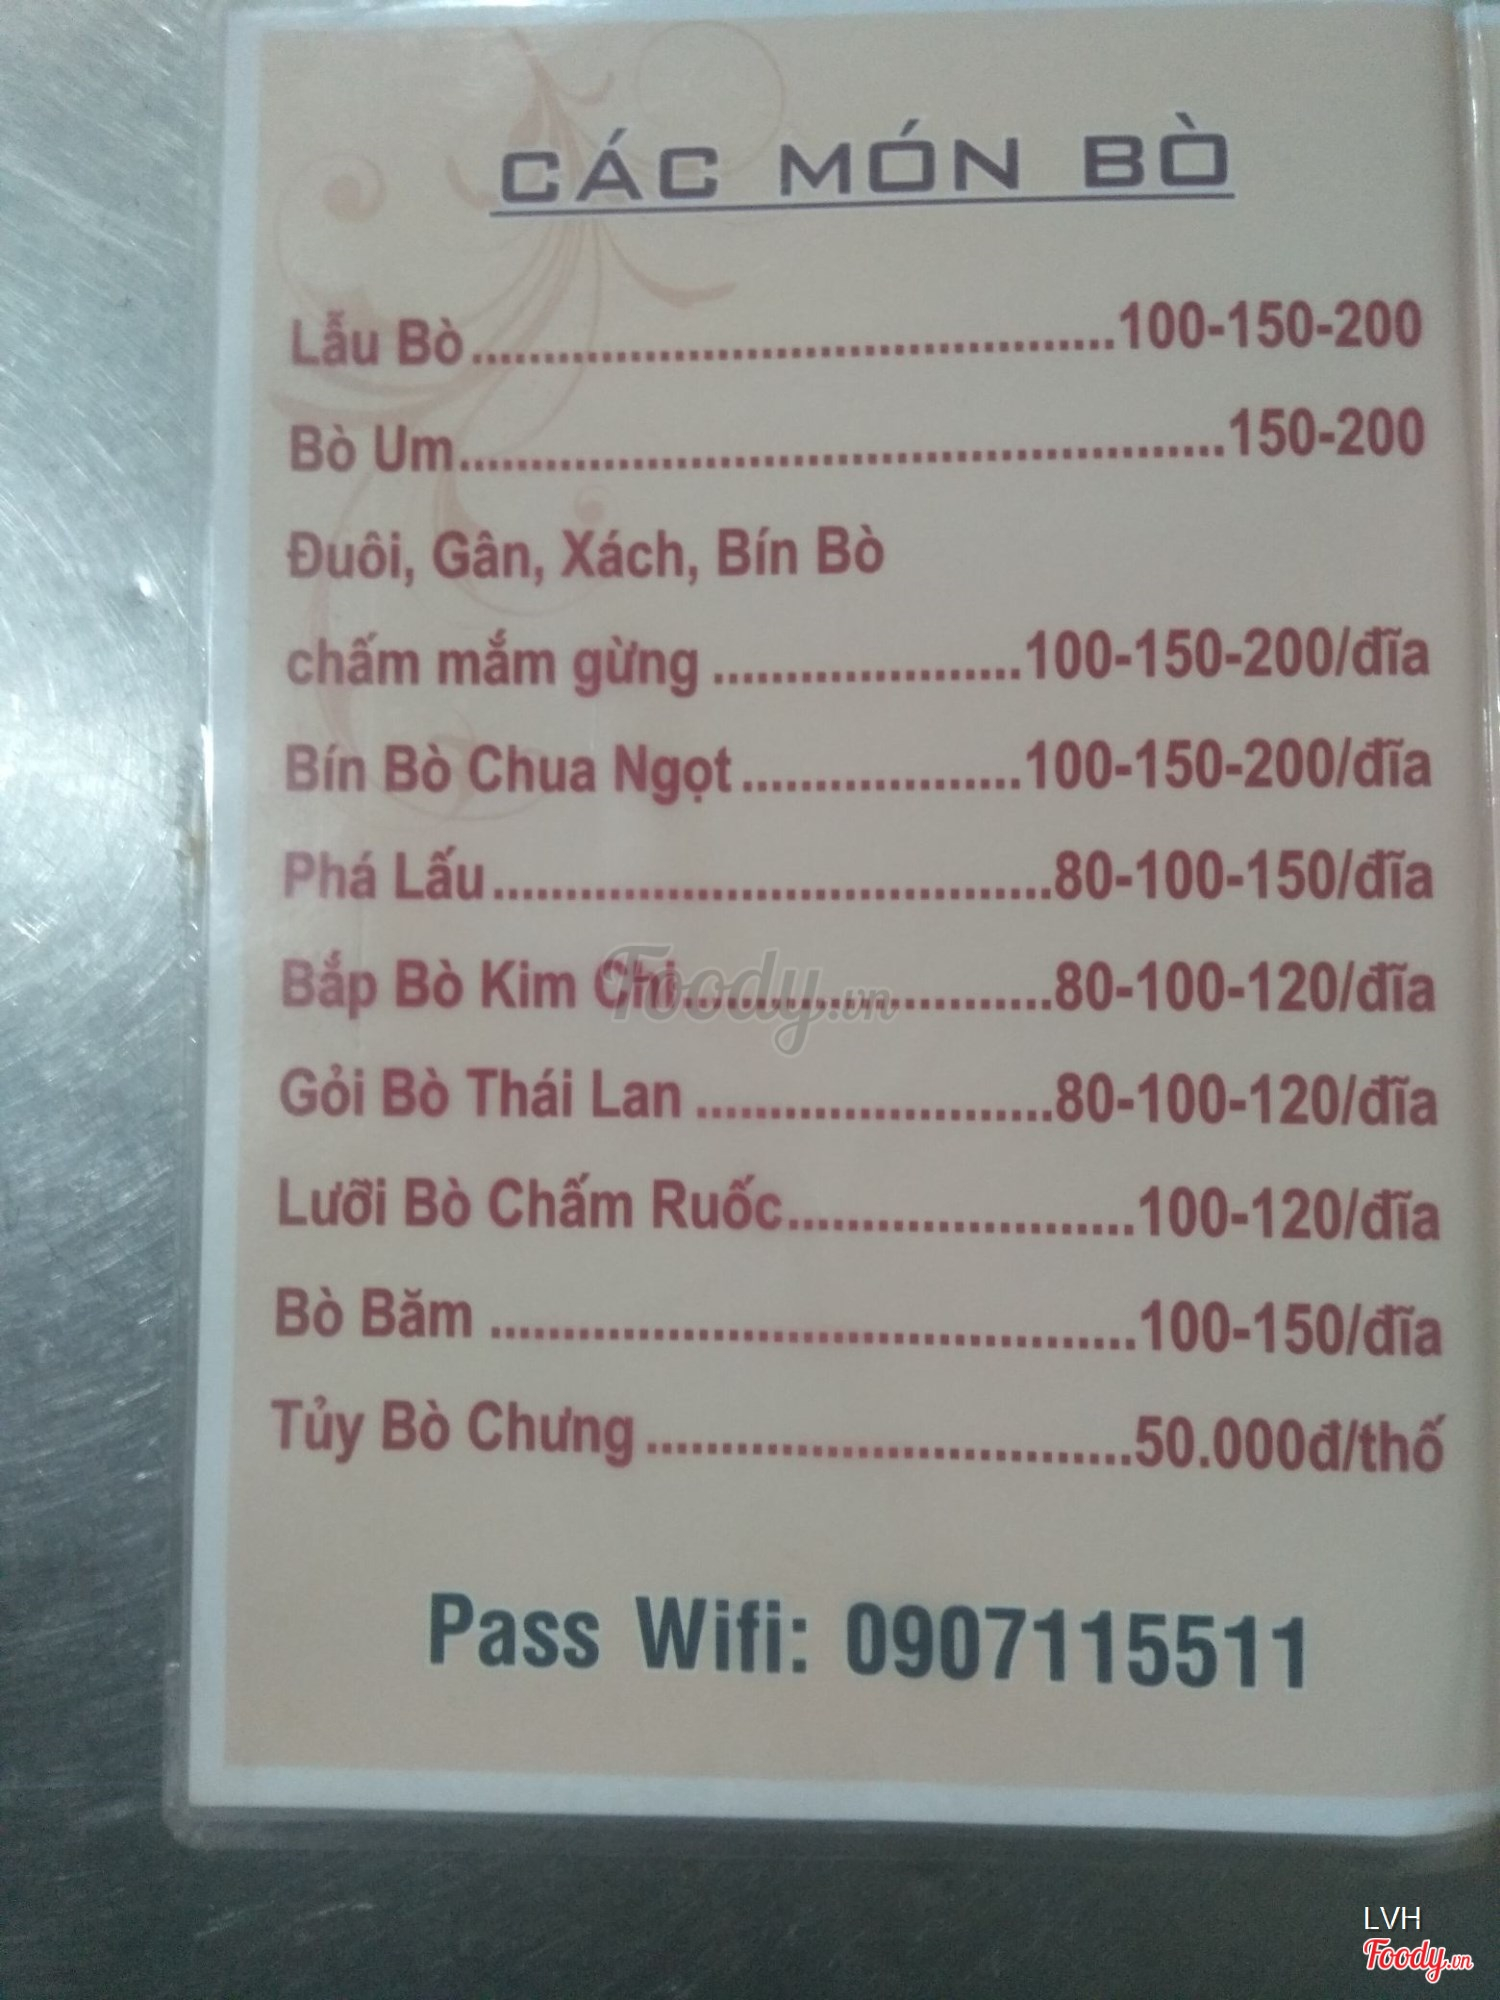 CÁC MÓN BÒ
Lẫu Bò.............................................100-150-200
Bò Um.....................................................150-200
Đuôi, Gân, Xách, Bín Bò
chấm mắm gừng .....................100-150-200/đĩa
Bín Bò Chua Ngọt...................100-150-200/đĩa
Phá Lấu......................................80-100-150/đĩa
Bắp Bò Kim Chi.........................80-100-120/đĩa
Gỏi Bò Thái Lan ........................80-100-120/đĩa
Lưỡi Bò Chấm Ruốc.......................100-120/đĩa
Bò Băm ...........................................100-150/đĩa
Tủy Bò Chưng.................................50.000đ/thố
Pass Wifi: 0907115511
Foody.vn
LVH
Foody.vn